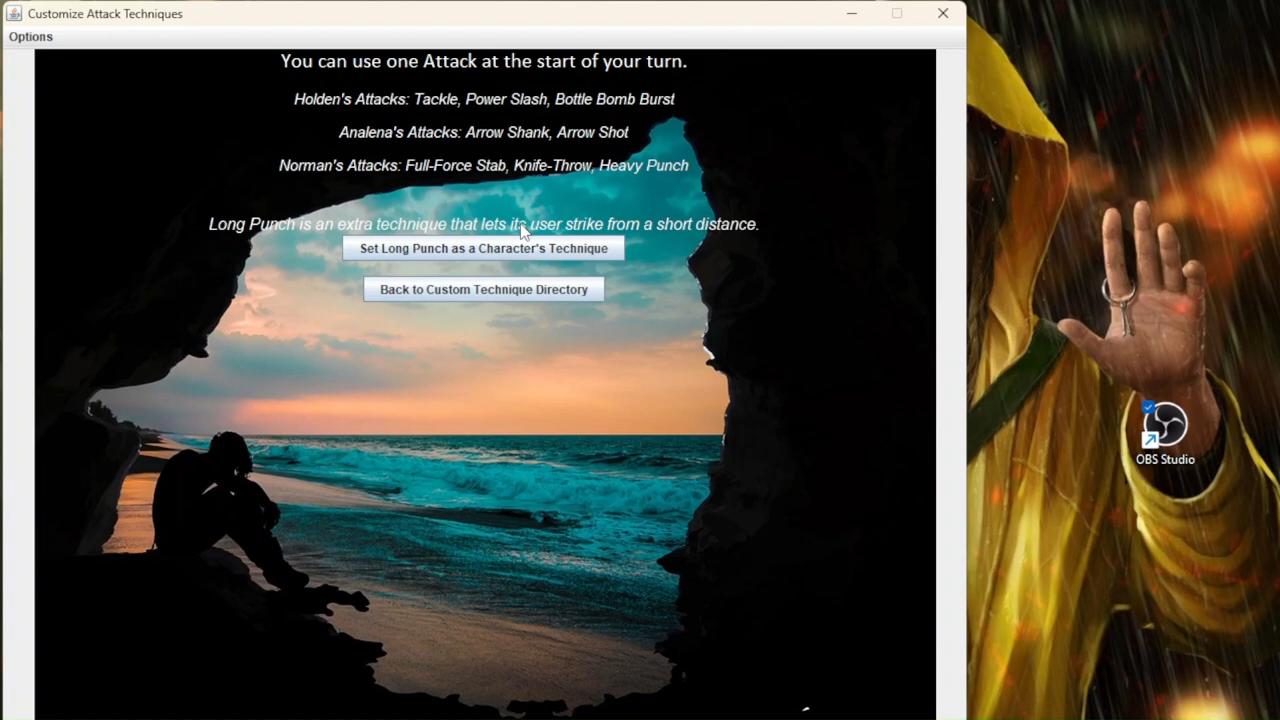 Customize Attack Techniques
Options
You can use one Attack at the start of your turn.
Holden's Attacks: Tackle, Power Slash, Bottle Bomb Burst
Analena's Attacks: Arrow Shank, Arrow Shot
Norman's Attacks: Full-Force Stab, Knife-Throw, Heavy Punch
Long Punch is an extra technique that lets its user strike from a short distance.
Set Long Punch as a Character's Technique
Back to Custom Technique Directory
OBS Studio